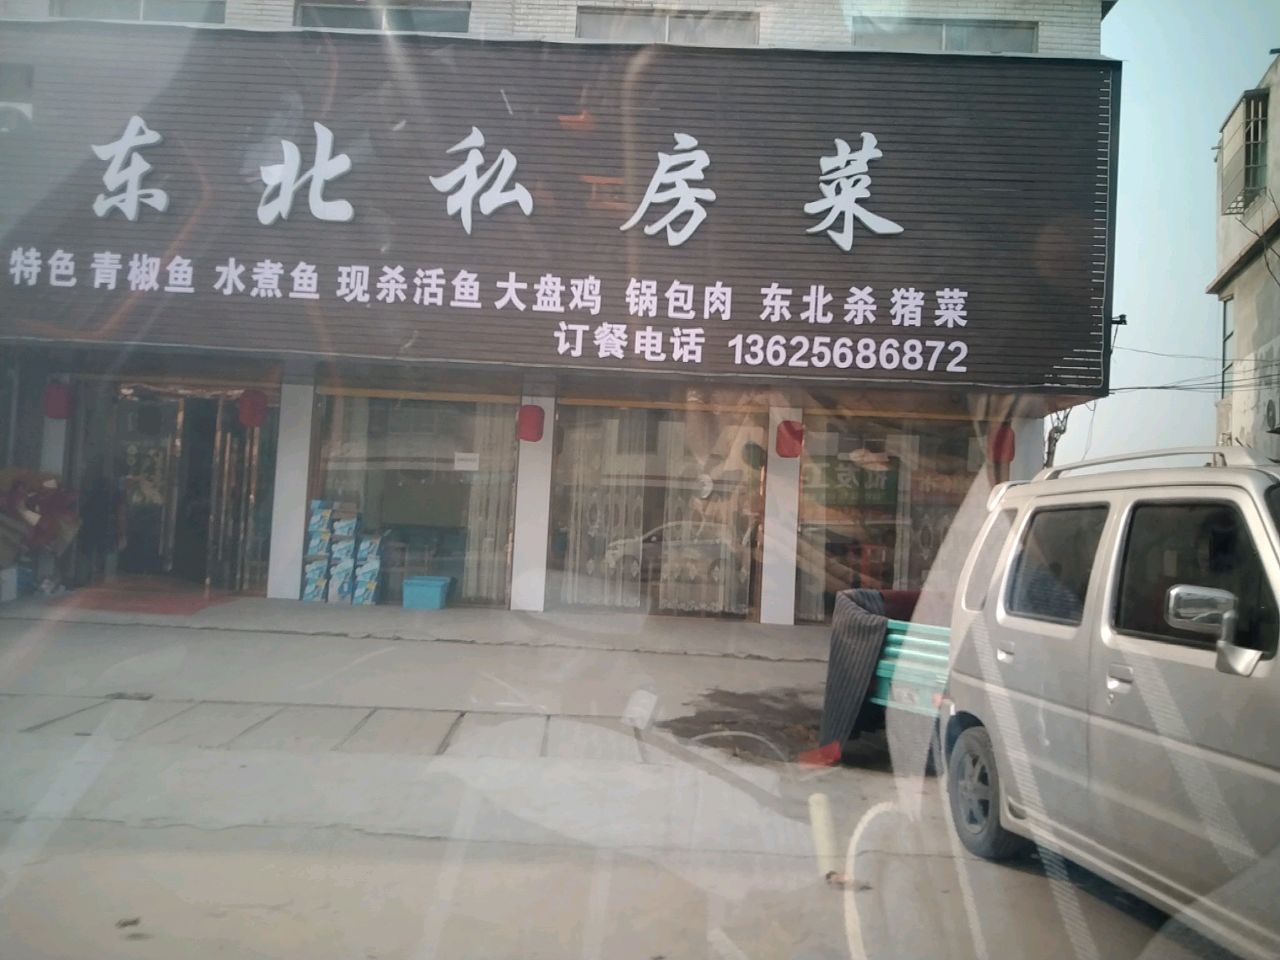 东北私房菜
特色 青椒鱼 水煮鱼 现杀活鱼 大盘鸡 锅包肉 东北杀猪菜
订餐电话 13625686872